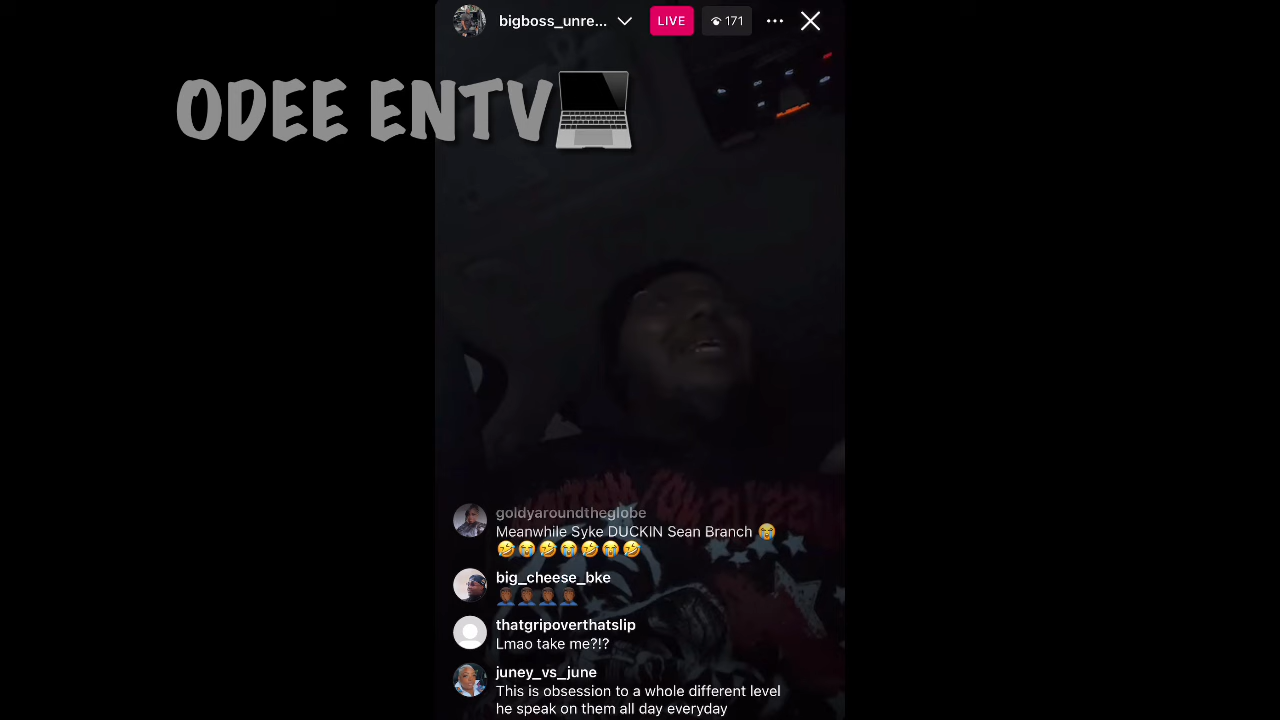 bigboss_unre...
LIVE
171
ODEE ENTV
goldyaroundtheglobe
Meanwhile Syke DUCKIN Sean Branch 😭
🤣😭🤣😭🤣😭🤣
big_cheese_bke
🤦🏾‍♂️🤦🏾‍♂️🤦🏾‍♂️🤦🏾‍♂️
thatgripoverthatslip
Lmao take me?!?
juney_vs_june
This is obsession to a whole different level
he speak on them all day everyday